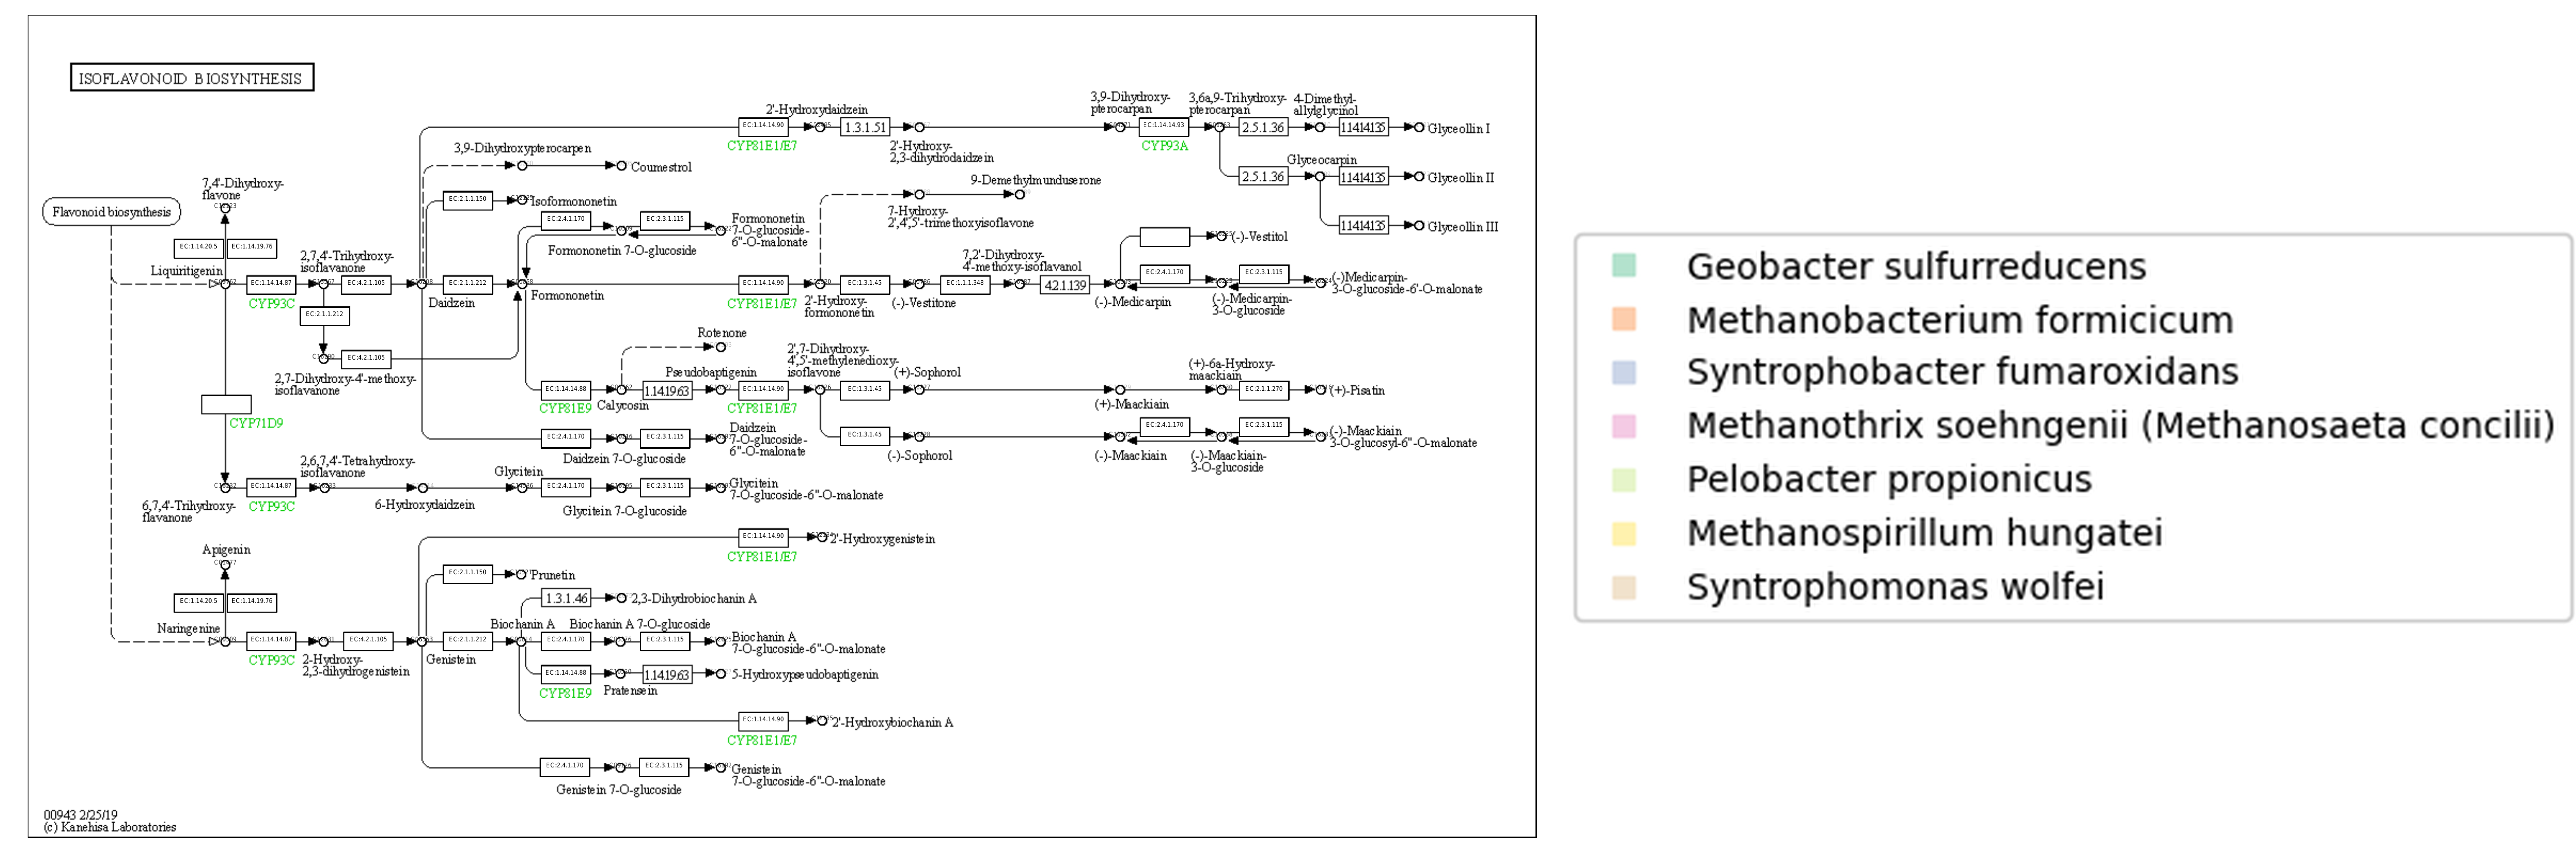 ISOFLAVONOID BIOSYNTHESIS
2'-Hydroxydaidzein
3,9-Dihydroxy-
pterocarpan
3,6a,9-Trihydroxy-
pterocarpan
4-Dimethyl-
allylglycinol
EC:1.14.14.90
1.3.1.51
EC:1.14.14.93
2.5.1.36
1.14.14.135
Glyceollin I
CYP81E1/E7
2'-Hydroxy-
2,3-dihydrodaidzein
CYP93A
3,9-Dihydroxypterocarpen
Coumestrol
Glyceocarpin
2.5.1.36
1.14.14.135
Glyceollin II
7,4'-Dihydroxy-
flavone
9-Demethylmunduserone
EC:2.1.1.150
Isoformononetin
Flavonoid biosynthesis
EC:2.4.1.170
EC:2.3.1.115
Formononetin
7-O-glucoside-
6''-O-malonate
7-Hydroxy-
2',4',5'-trimethoxyisoflavone
1.14.14.135
Glyceollin III
EC:1.14.20.5
EC:1.14.19.76
Formononetin 7-O-glucoside
(-)-Vestitol
2,7,4'-Trihydroxy-
isoflavanone
7,2'-Dihydroxy-
4'-methoxy-isoflavanol
Liquiritigenin
EC:1.14.14.87
EC:4.2.1.105
EC:2.1.1.212
EC:1.14.14.90
EC:1.3.1.45
EC:1.1.1.348
4.2.1.139
EC:2.4.1.170
EC:2.3.1.115
(-)Medicarpin-
3-O-glucoside-6'-O-malonate
CYP93C
Daidzein
Formononetin
CYP81E1/E7
2'-Hydroxy-
formononetin
(-)-Vestitone
(-)-Medicarpin
(-)-Medicarpin-
3-O-glucoside
EC:2.1.1.212
Rotenone
EC:4.2.1.105
2,7-Dihydroxy-4'-methoxy-
isoflavanone
2',7-Dihydroxy-
4',5'-methylenedioxy-
isoflavone
Pseudobaptigenin
(+)-Sophorol
(+)-6a-Hydroxy-
maackiain
EC:1.14.14.88
1.14.19.63
EC:1.14.14.90
EC:1.3.1.45
EC:2.1.1.270
(+)-Pisatin
CYP81E9
Calycosin
CYP81E1/E7
(+)-Maackiain
CYP71D9
EC:2.4.1.170
EC:2.3.1.115
Daidzein
7-O-glucoside-
6''-O-malonate
EC:1.3.1.45
EC:2.4.1.170
EC:2.3.1.115
(-)-Maackiain
3-O-glucosyl-6''-O-malonate
Daidzein 7-O-glucoside
(-)-Sophorol
(-)-Maackiain
(-)-Maackiain-
3-O-glucoside
2,6,7,4'-Tetrahydroxy-
isoflavanone
Glycitein
EC:1.14.14.87
EC:2.4.1.170
EC:2.3.1.115
Glycitein
7-O-glucoside-6''-O-malonate
6,7,4'-Trihydroxy-
flavanone
CYP93C
6-Hydroxydaidzein
Glycitein 7-O-glucoside
EC:1.14.14.90
2'-Hydroxygenistein
CYP81E1/E7
Apigenin
EC:2.1.1.150
Prunetin
EC:1.14.20.5
EC:1.14.19.76
1.3.1.46
2,3-Dihydrobiochanin A
Naringenine
Biochanin A
Biochanin A 7-O-glucoside
EC:1.14.14.87
EC:4.2.1.105
EC:2.1.1.212
EC:2.4.1.170
EC:2.3.1.115
Biochanin A
7-O-glucoside-6''-O-malonate
CYP93C
2-Hydroxy-
2,3-dihydrogenistein
Genistein
EC:1.14.14.88
1.14.19.63
5-Hydroxypseudobaptigenin
CYP81E9
Pratensein
EC:1.14.14.90
2'-Hydroxybiochanin A
CYP81E1/E7
EC:2.4.1.170
EC:2.3.1.115
Genistein
7-O-glucoside-6''-O-malonate
Genistein 7-O-glucoside
00943 2/25/19
(c) Kanehisa Laboratories
Geobacter sulfurreducens
Methanobacterium formicicum
Syntrophobacter fumaroxidans
Methanothrix soehngenii (Methanosaeta concilii)
Pelobacter propionicus
Methanospirillum hungatei
Syntrophomonas wolfei